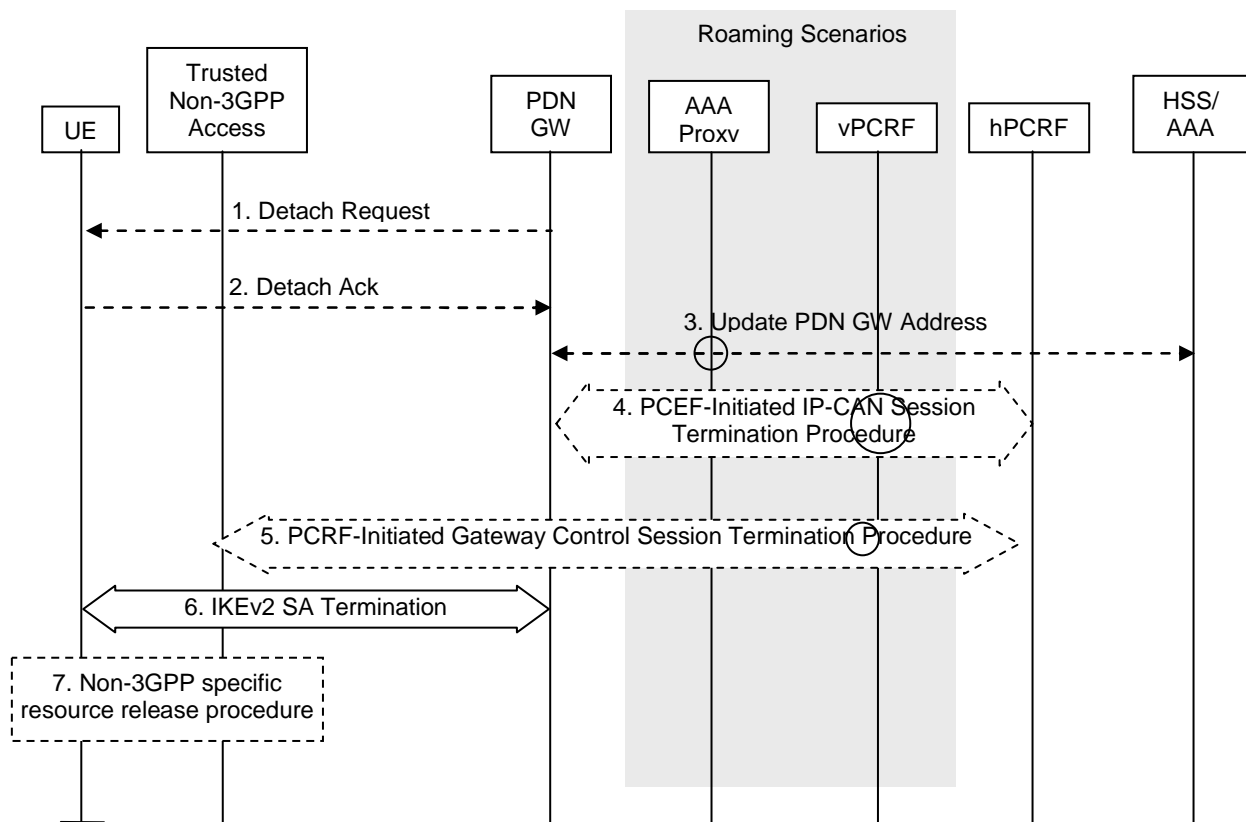 Roaming Scenarios
UE
Trusted
Non-3GPP
Access
PDN
GW
AAA
Proxv
vPCRF
hPCRF
HSS/
AAA
1. Detach Request
2. Detach Ack
3. Update PDN GW Address
4. PCEF-Initiated IP-CAN Session
Termination Procedure
5. PCRF-Initiated Gateway Control Session Termination Procedure
6. IKEv2 SA Termination
7. Non-3GPP specific
resource release procedure